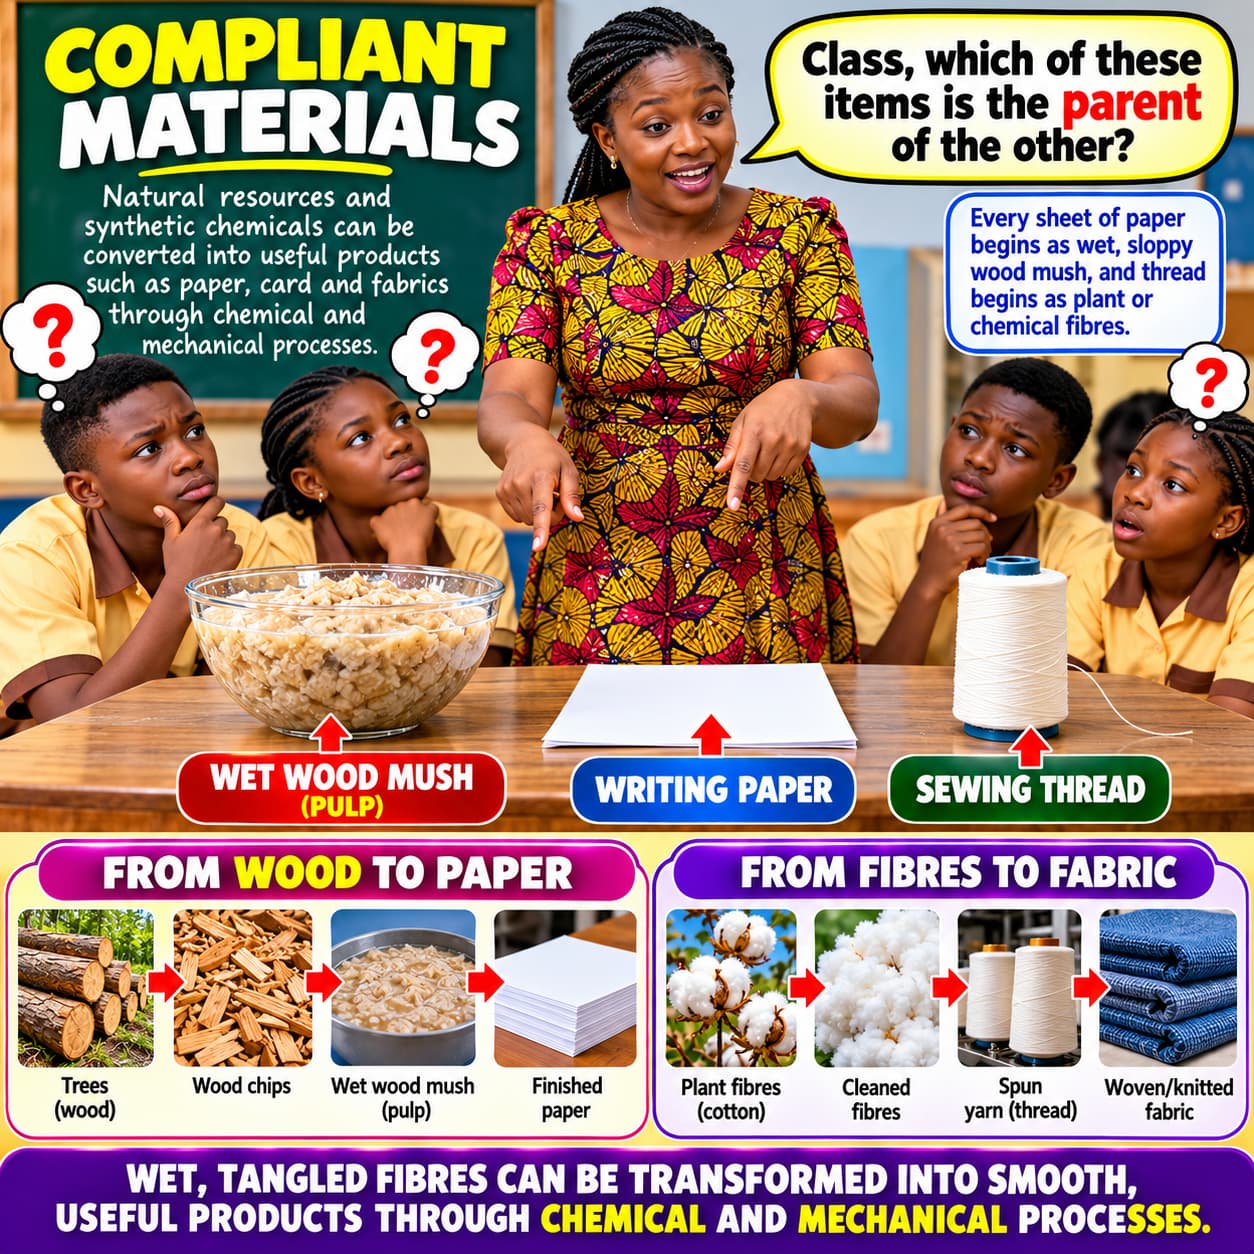 COMPLIANT
MATERIALS
Natural resources and
synthetic chemicals can be
converted into useful products
such as paper, card and fabrics
through chemical and
mechanical processes.
Class, which of these
items is the parent
of the other?
Every sheet of paper
begins as wet, sloppy
wood mush, and thread
begins as plant or
chemical fibres.
?
?
?
WET WOOD MUSH
(PULP)
WRITING PAPER
SEWING THREAD
FROM WOOD TO PAPER
Trees
(wood)
Wood chips
Wet wood mush
(pulp)
Finished
paper
FROM FIBRES TO FABRIC
Plant fibres
(cotton)
Cleaned
fibres
Spun
yarn (thread)
Woven/knitted
fabric
WET, TANGLED FIBRES CAN BE TRANSFORMED INTO SMOOTH,
USEFUL PRODUCTS THROUGH CHEMICAL AND MECHANICAL PROCESSES.